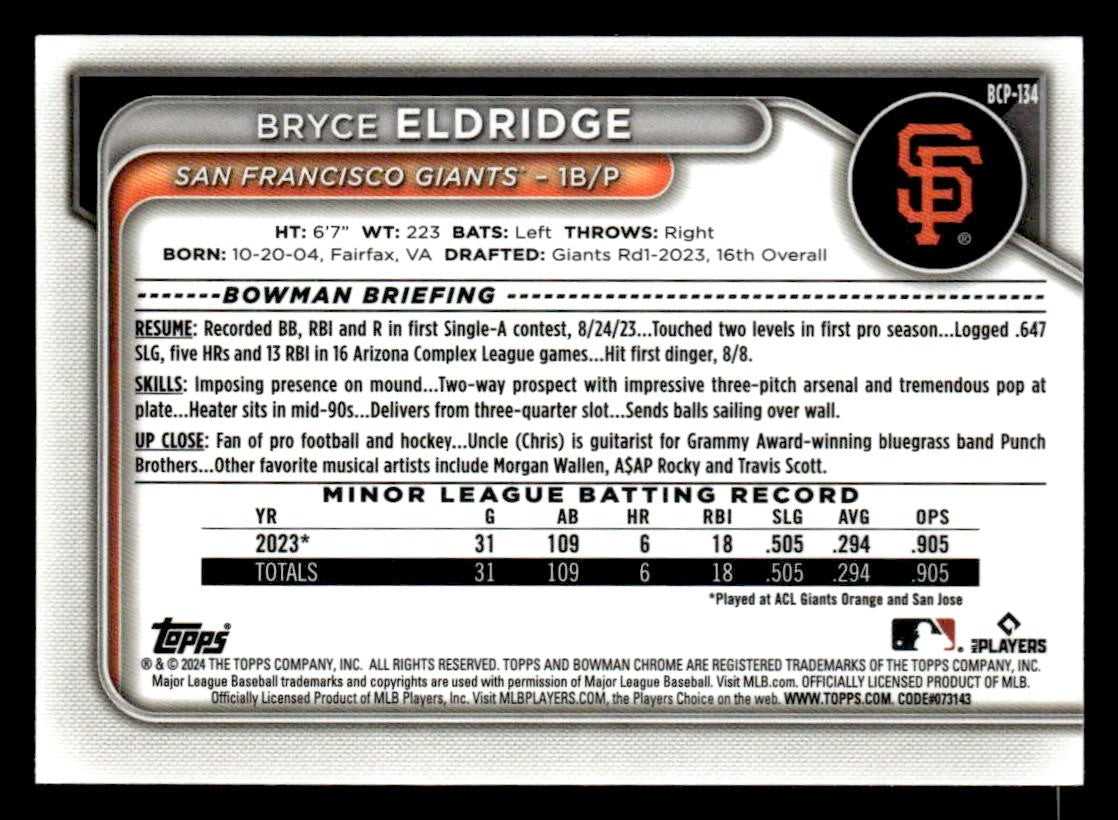 BCP-134
BRYCE ELDRIDGE
SAN FRANCISCO GIANTS - 1B/P
SF
®
HT: 6'7" WT: 223 BATS: Left THROWS: Right
BORN: 10-20-04, Fairfax, VA DRAFTED: Giants Rd1-2023, 16th Overall
-------BOWMAN BRIEFING -------
RESUME: Recorded BB, RBI and R in first Single-A contest, 8/24/23...Touched two levels in first pro season...Logged .647
SLG, five HRs and 13 RBI in 16 Arizona Complex League games...Hit first dinger, 8/8.
SKILLS: Imposing presence on mound...Two-way prospect with impressive three-pitch arsenal and tremendous pop at
plate...Heater sits in mid-90s...Delivers from three-quarter slot...Sends balls sailing over wall.
UP CLOSE: Fan of pro football and hockey...Uncle (Chris) is guitarist for Grammy Award-winning bluegrass band Punch
Brothers...Other favorite musical artists include Morgan Wallen, A$AP Rocky and Travis Scott.
MINOR LEAGUE BATTING RECORD
YR G AB HR RBI SLG AVG OPS
2023* 31 109 6 18 .505 .294 .905
TOTALS 31 109 6 18 .505 .294 .905
*Played at ACL Giants Orange and San Jose
Topps®
MLB PLAYERS
® & © 2024 THE TOPPS COMPANY, INC. ALL RIGHTS RESERVED. TOPPS AND BOWMAN CHROME ARE REGISTERED TRADEMARKS OF THE TOPPS COMPANY, INC.
Major League Baseball trademarks and copyrights are used with permission of Major League Baseball. Visit MLB.com. OFFICIALLY LICENSED PRODUCT OF MLB.
Officially Licensed Product of MLB Players, Inc. Visit MLBPLAYERS.COM, the Players Choice on the web. WWW.TOPPS.COM. CODE#073143